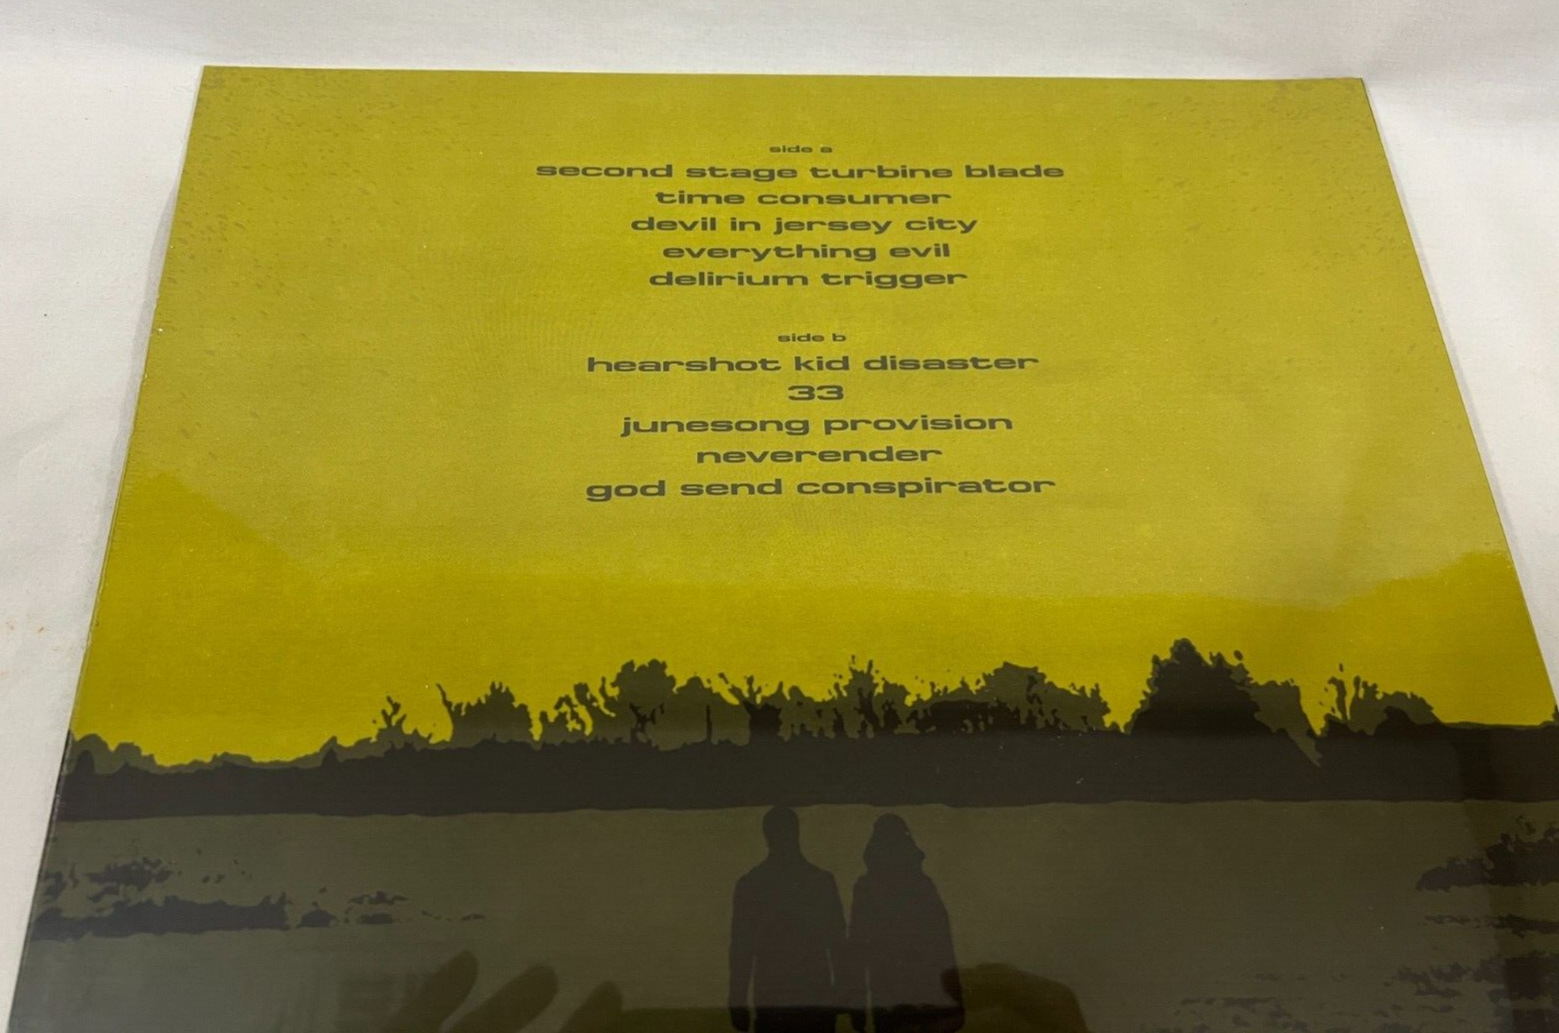 side a
second stage turbine blade
time consumer
devil in jersey city
everything evil
delirium trigger
side b
hearshot kid disaster
33
junesong provision
neverender
god send conspirator